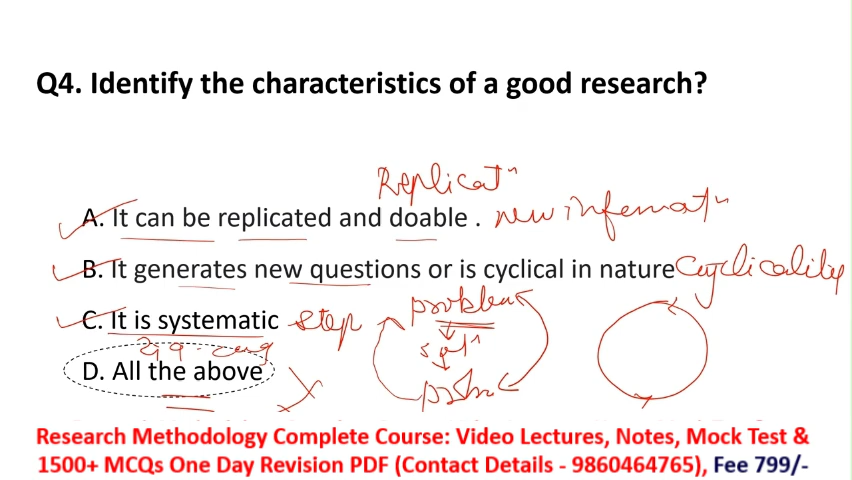 Q4. Identify the characteristics of a good research?
Replicatn
A. It can be replicated and doable . new infemotn
B. It generates new questions or is cyclical in nature Cyclicality
problem
C. It is systematic step
D. All the above
Research Methodology Complete Course: Video Lectures, Notes, Mock Test &
1500+ MCQs One Day Revision PDF (Contact Details - 9860464765), Fee 799/-